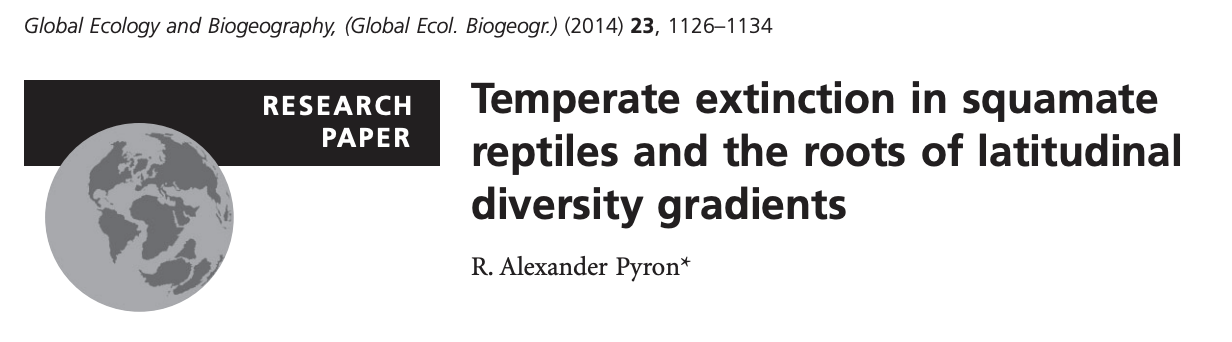 Global Ecology and Biogeography, (Global Ecol. Biogeogr.) (2014) 23, 1126–1134
RESEARCH
PAPER
Temperate extinction in squamate
reptiles and the roots of latitudinal
diversity gradients
R. Alexander Pyron*